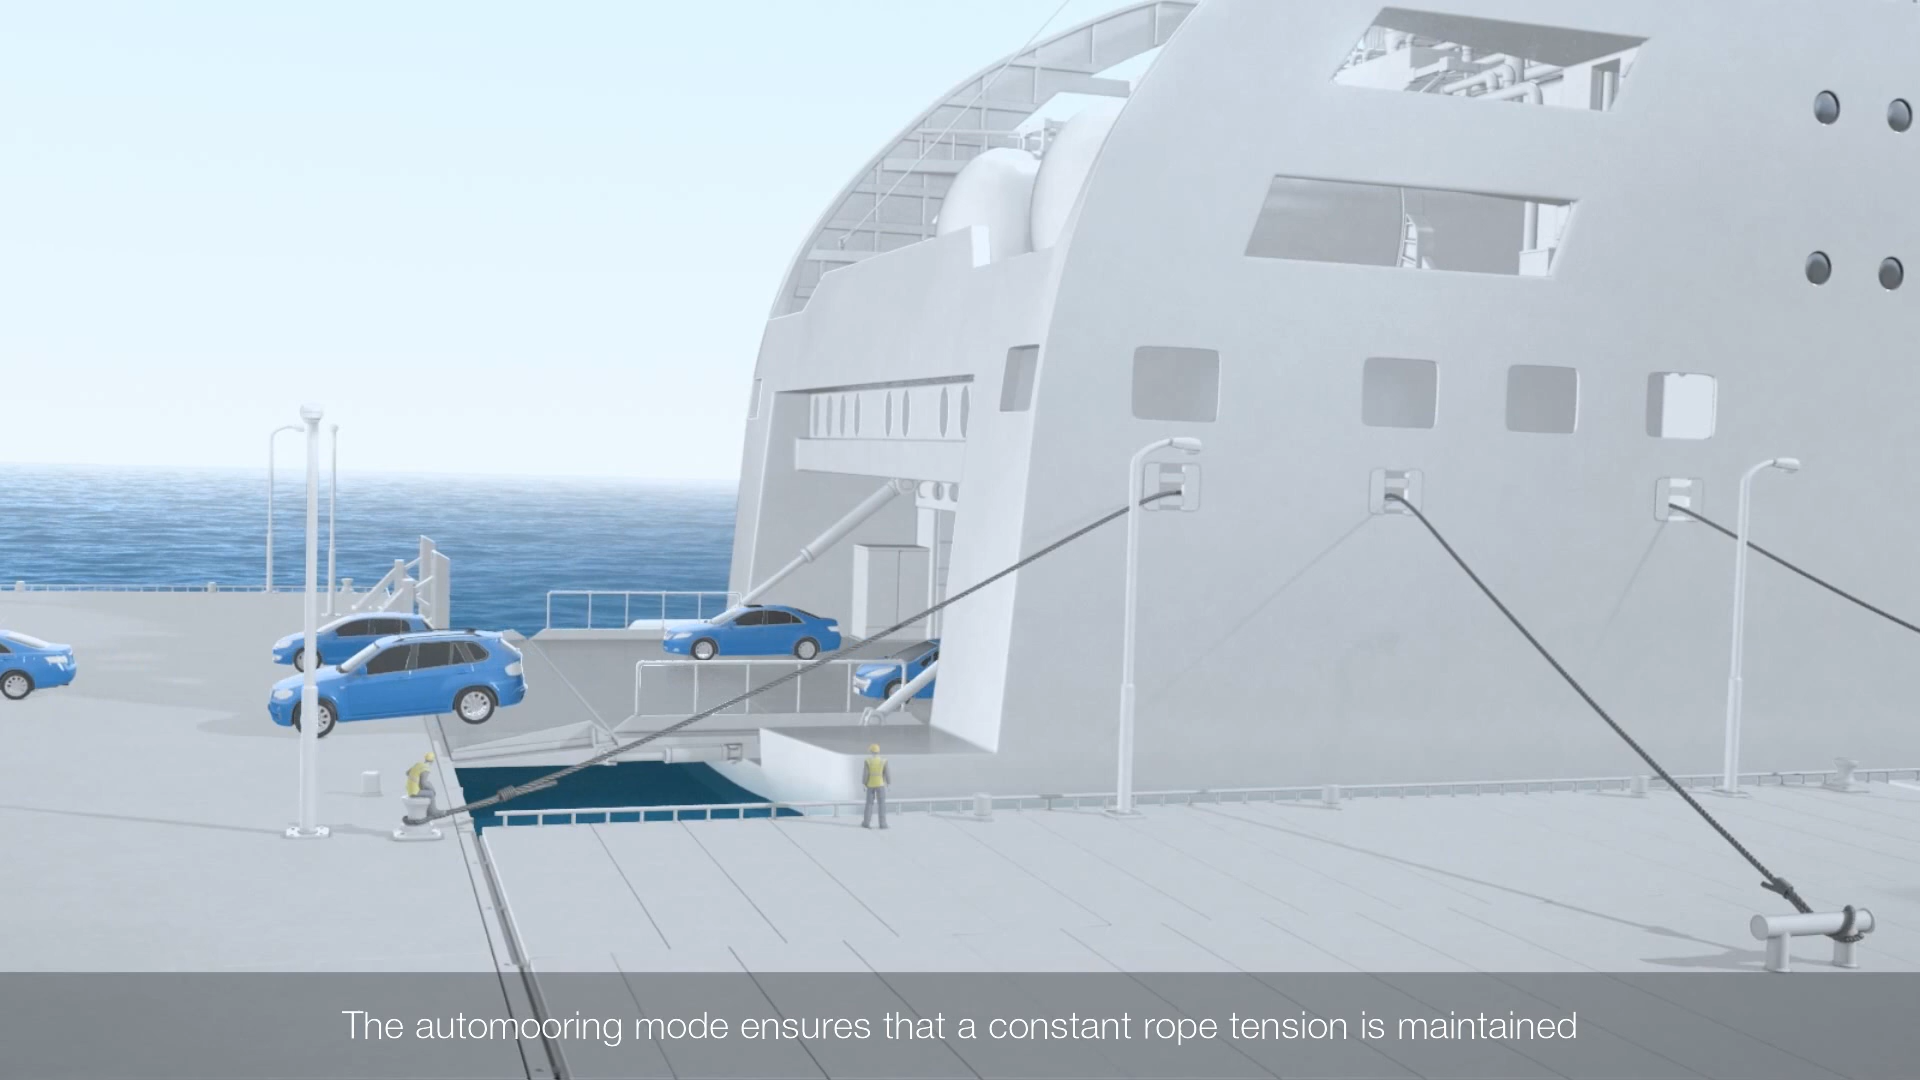 The automooring mode ensures that a constant rope tension is maintained